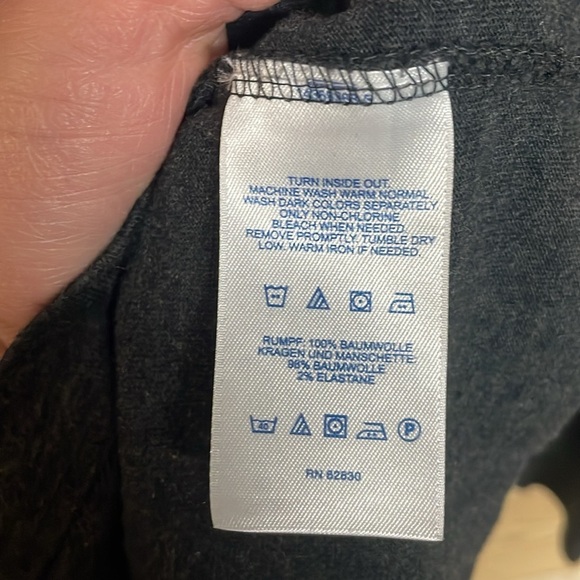 TURN INSIDE OUT.
MACHINE WASH WARM NORMAL
WASH DARK COLORS SEPARATELY
ONLY NON-CHLORINE
BLEACH WHEN NEEDED.
REMOVE PROMPTLY. TUMBLE DRY
LOW. WARM IRON IF NEEDED.
RUMPF: 100% BAUMWOLLE
KRAGEN UND MANSCHETTE:
98% BAUMWOLLE
2% ELASTANE
40 P
RN 62830